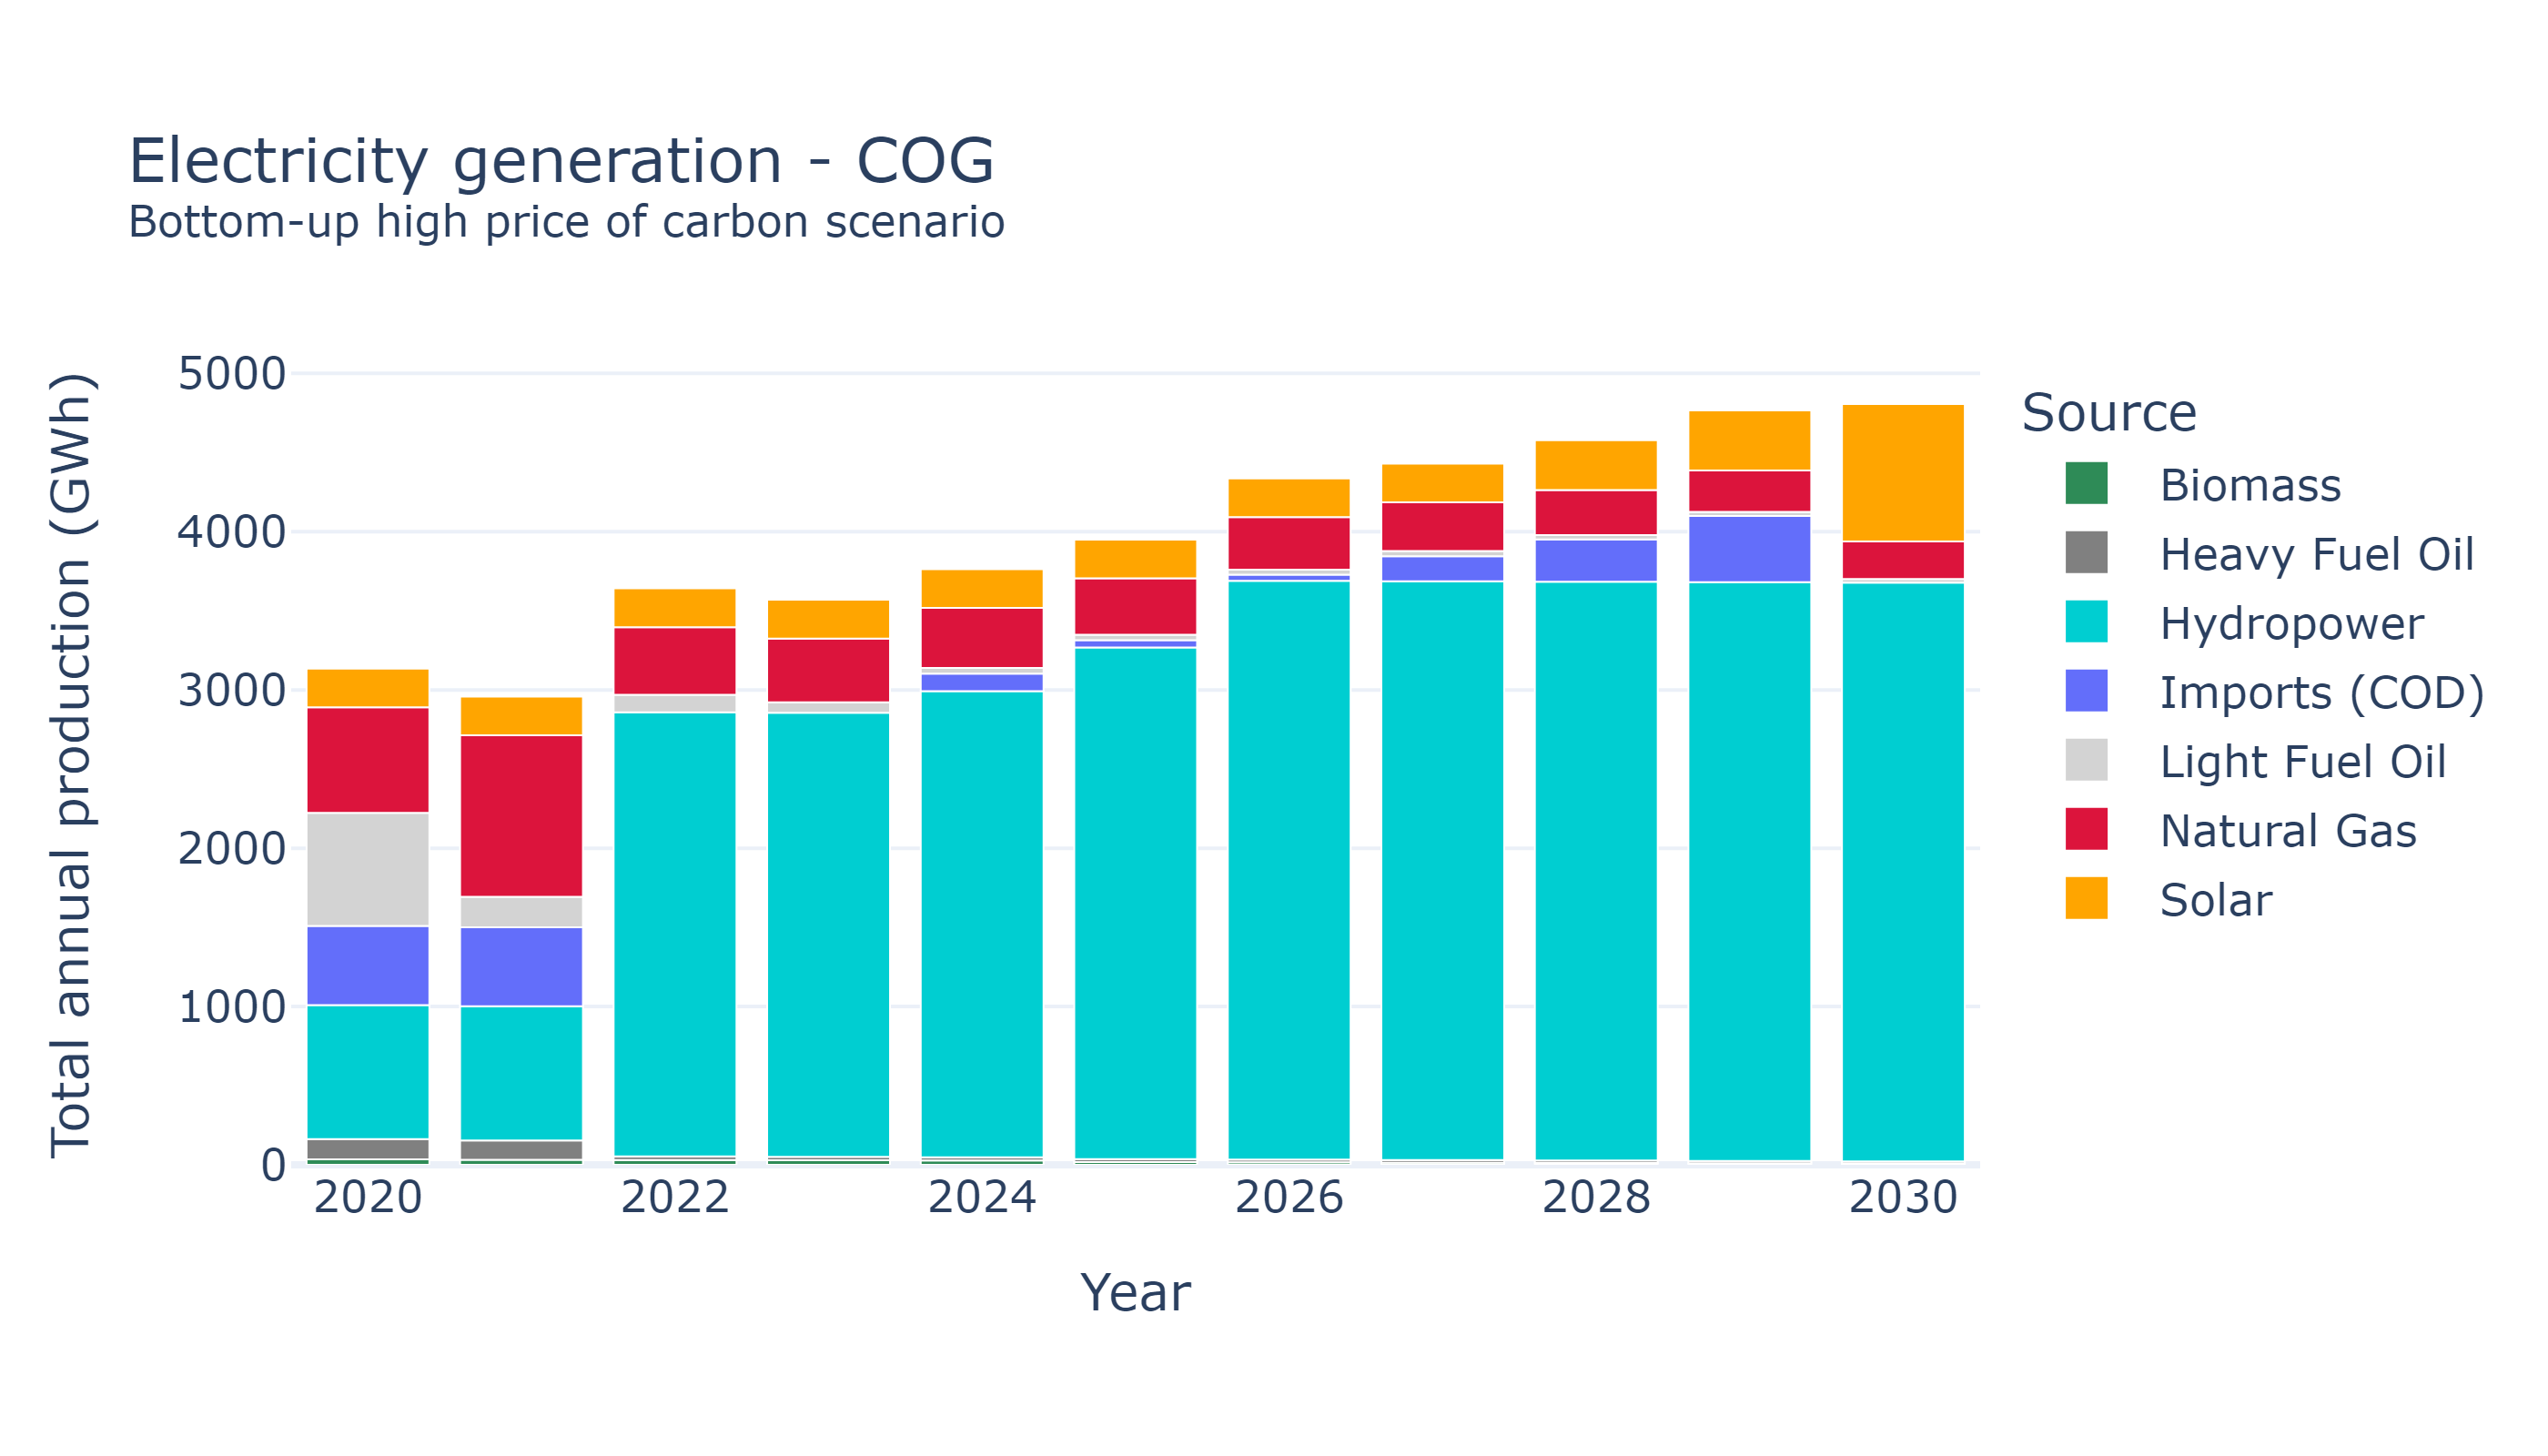 Electricity generation - COG
Bottom-up high price of carbon scenario
Total annual production (GWh)
5000
4000
3000
2000
1000
0
2020
2022
2024
2026
2028
2030
Year
Source
Biomass
Heavy Fuel Oil
Hydropower
Imports (COD)
Light Fuel Oil
Natural Gas
Solar